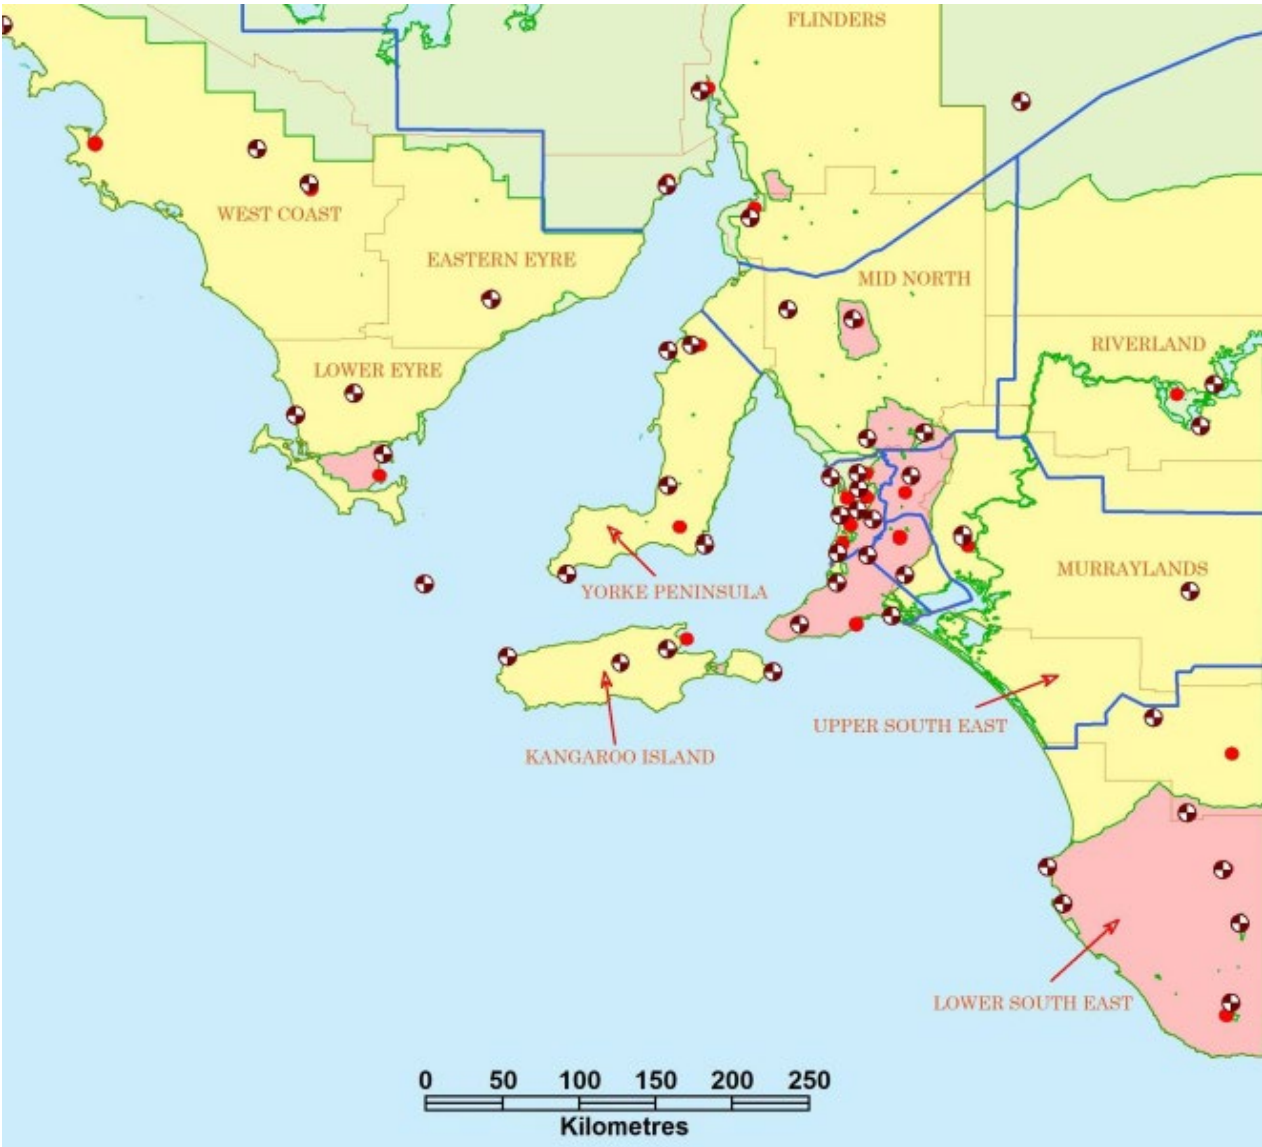 FLINDERS
WEST COAST
EASTERN EYRE
MID NORTH
RIVERLAND
LOWER EYRE
MURRAYLANDS
YORKE PENINSULA
UPPER SOUTH EAST
KANGAROO ISLAND
LOWER SOUTH EAST
0 50 100 150 200 250
Kilometres